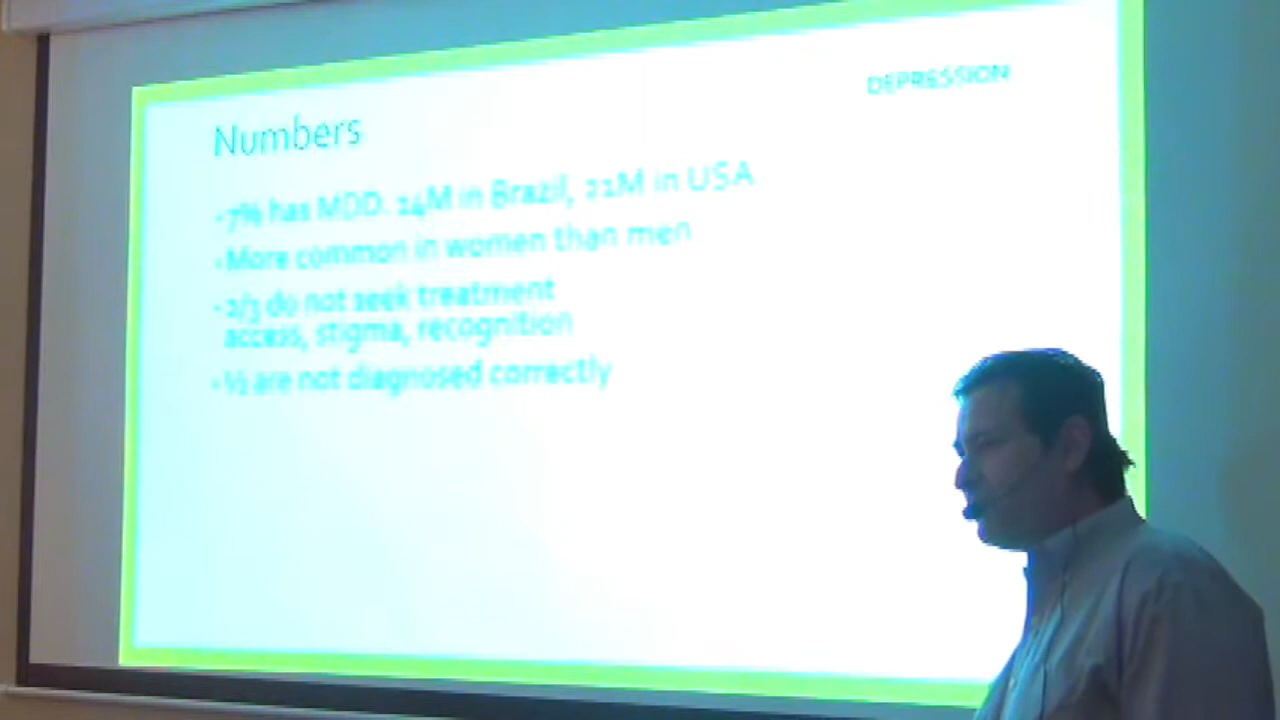 DEPRESSION
Numbers
•7% has MDD: 14M in Brazil, 21M in USA
•More common in women than men
•2/3 do not seek treatment
access, stigma, recognition
•½ are not diagnosed correctly